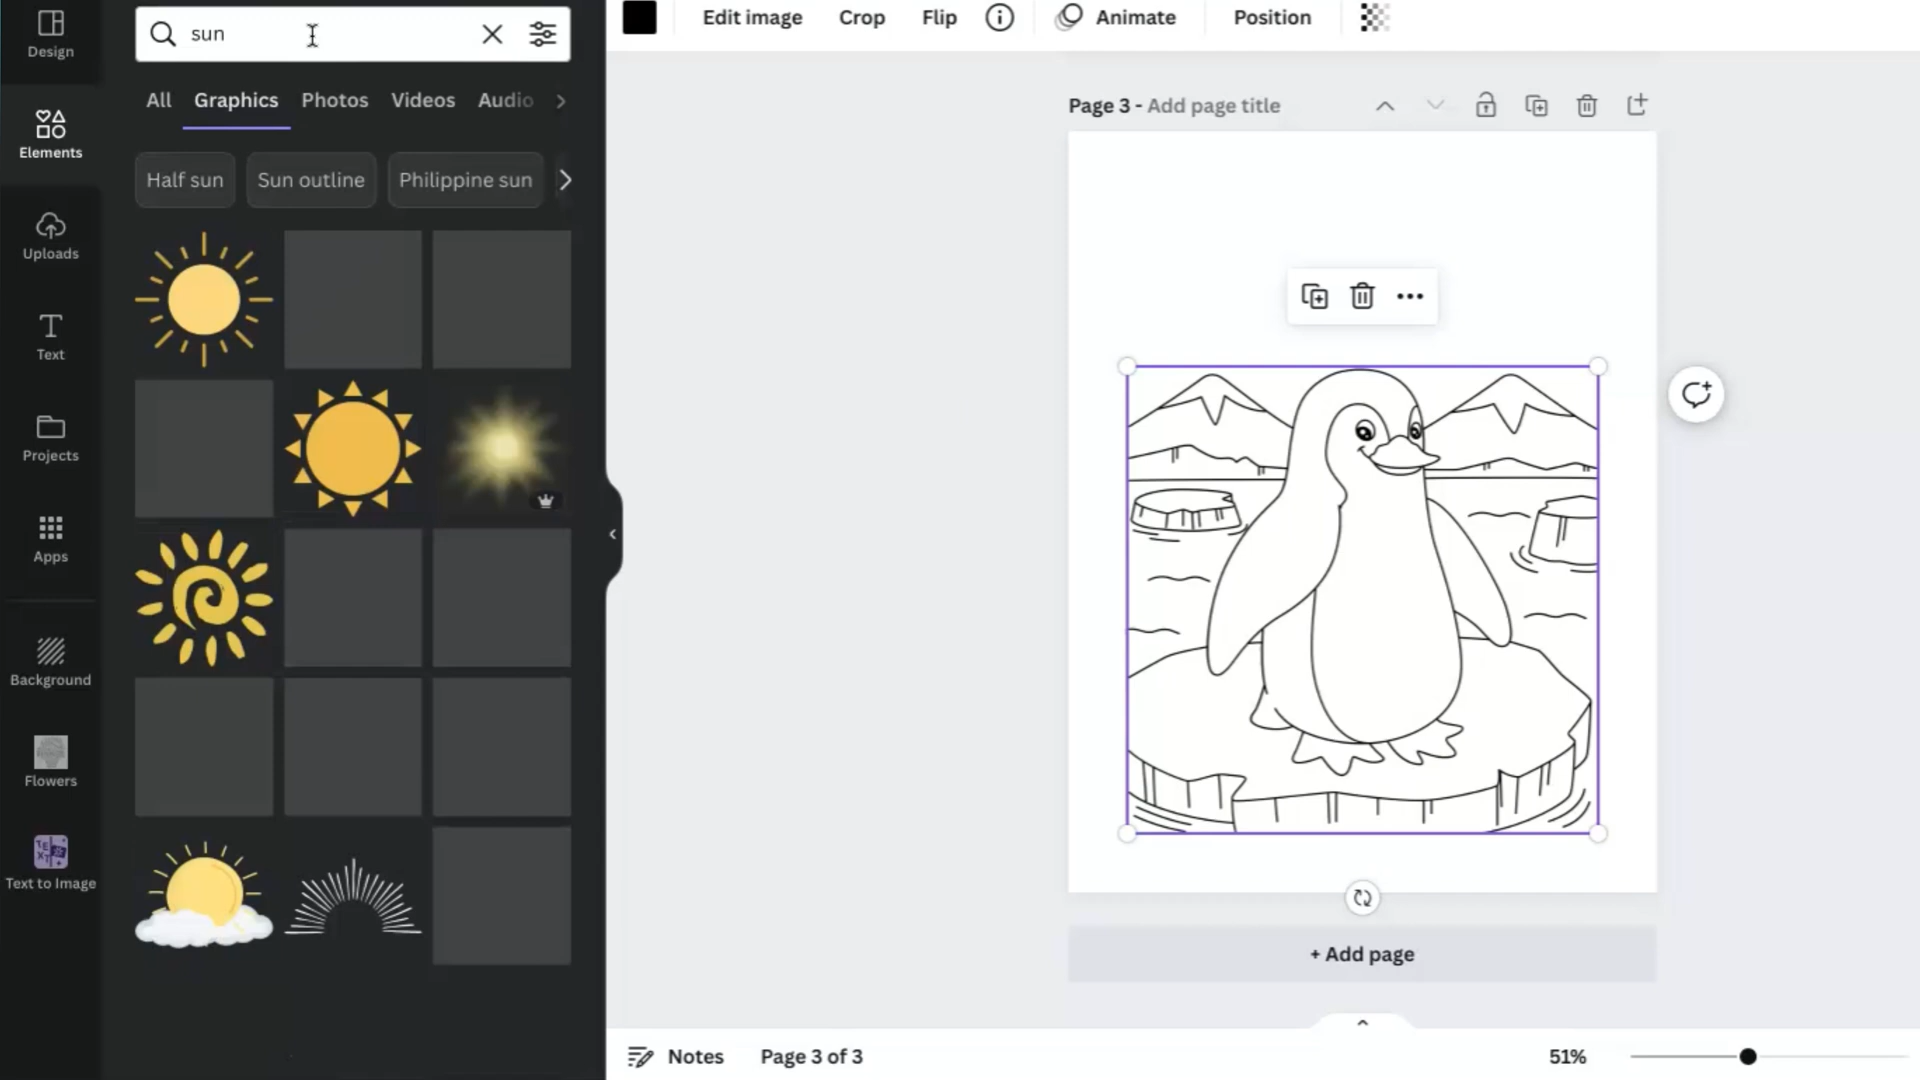 Design
Elements
Uploads
Text
Projects
Apps
Background
Flowers
Text to Image
sun
All Graphics Photos Videos Audio
Half sun Sun outline Philippine sun
Edit image Crop Flip Animate Position
Page 3 - Add page title
+ Add page
Notes Page 3 of 3 51%